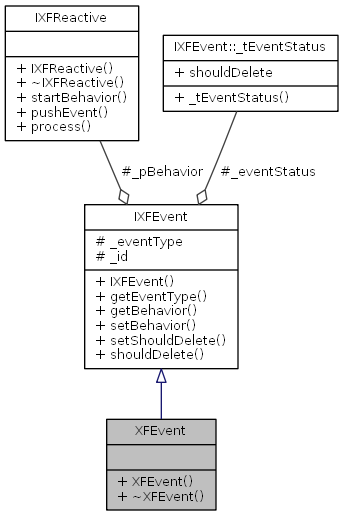 IXFReactive
+ IXFReactive()
+ ~IXFReactive()
+ startBehavior()
+ pushEvent()
+ process()
IXFEvent::_tEventStatus
+ shouldDelete
+ _tEventStatus()
#_pBehavior
#_eventStatus
IXFEvent
# _eventType
# _id
+ IXFEvent()
+ getEventType()
+ getBehavior()
+ setBehavior()
+ setShouldDelete()
+ shouldDelete()
XFEvent
+ XFEvent()
+ ~XFEvent()